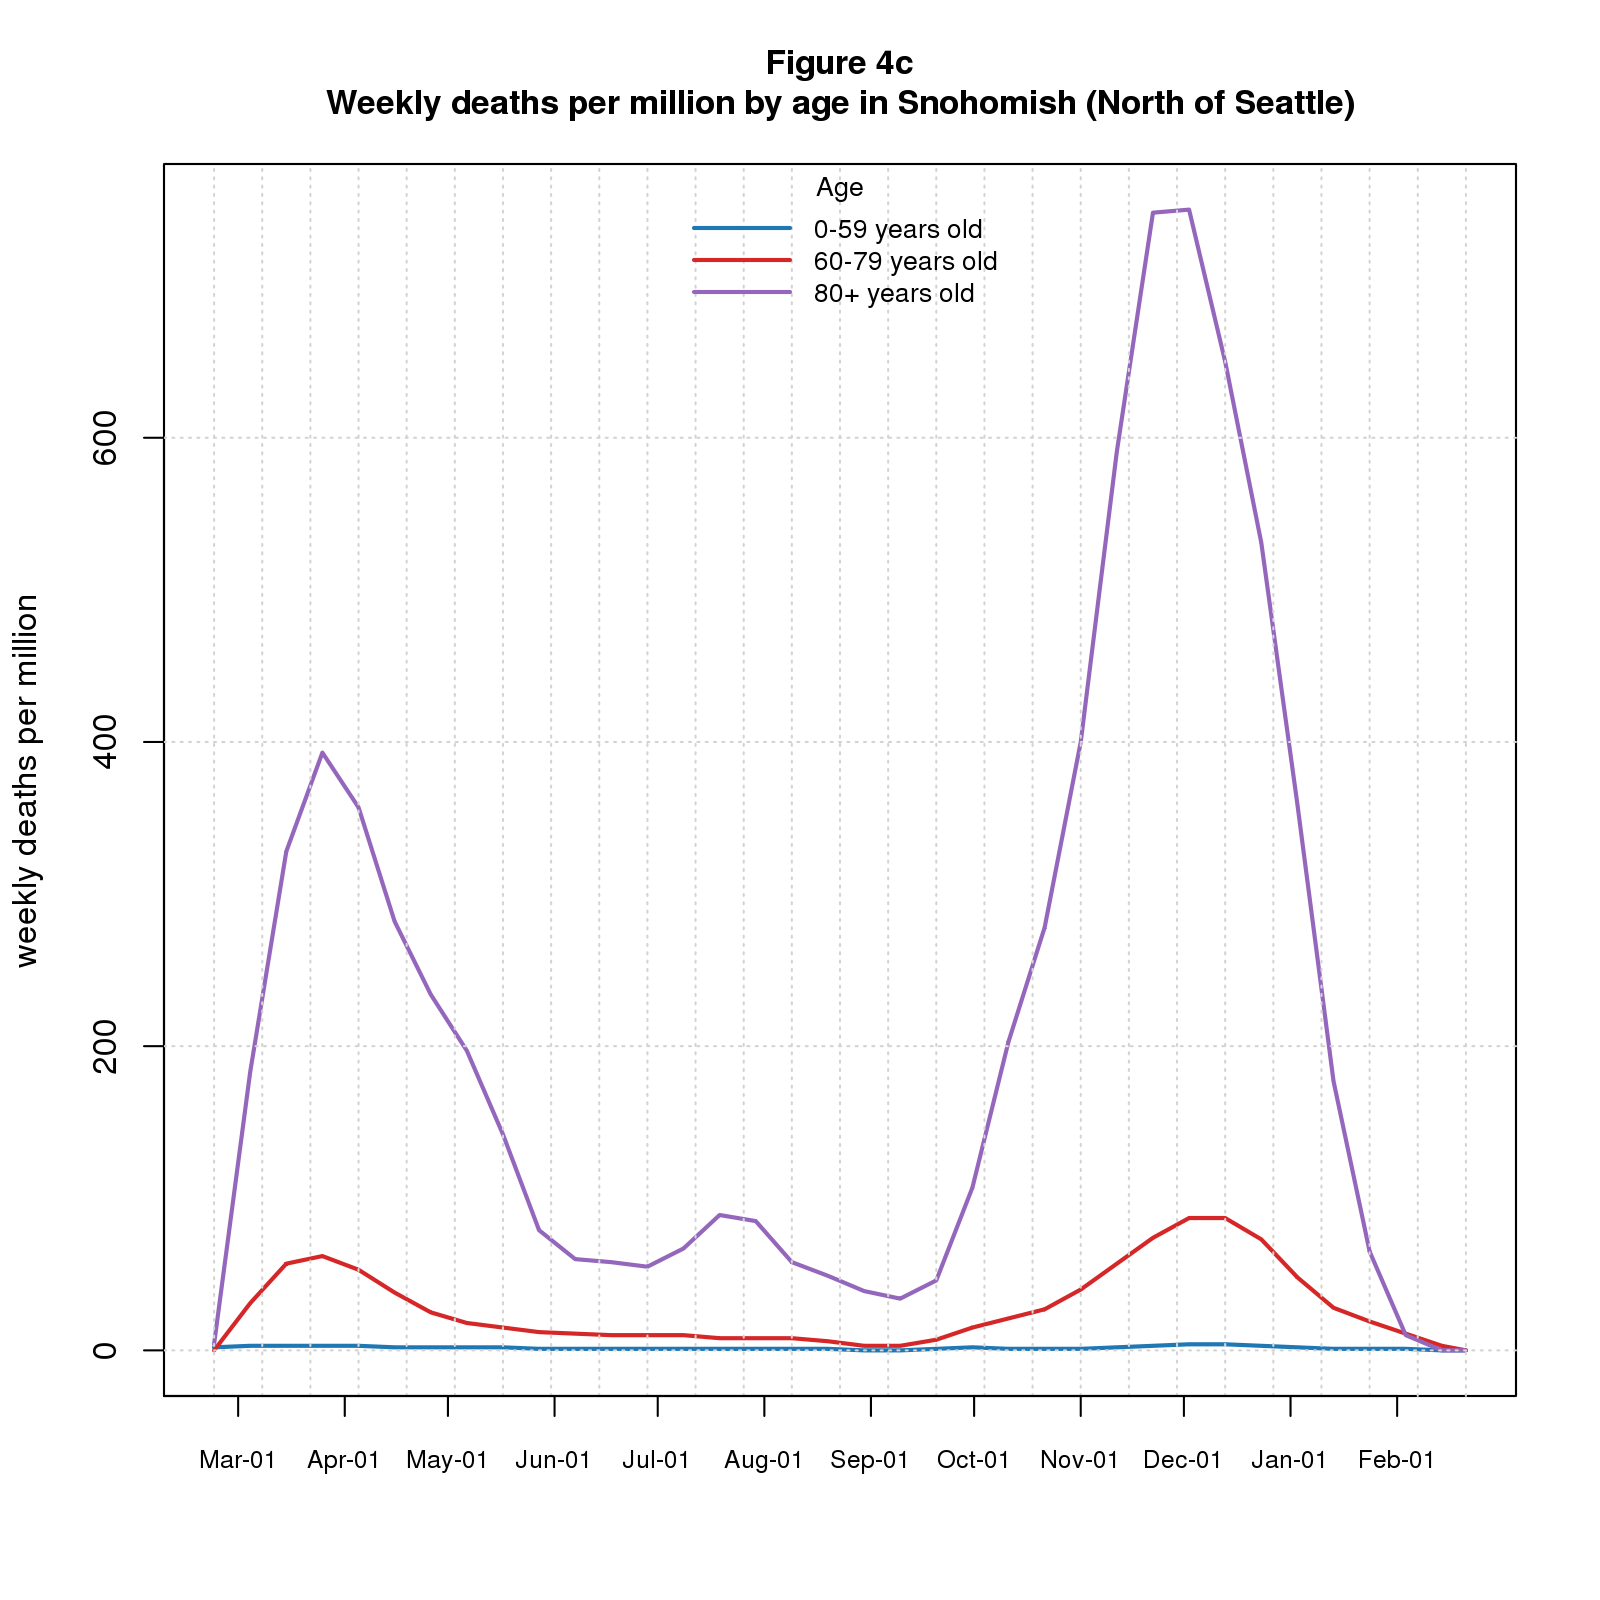 Figure 4c
Weekly deaths per million by age in Snohomish (North of Seattle)
Age
0-59 years old
60-79 years old
80+ years old
weekly deaths per million
600
400
200
0
Mar-01 Apr-01 May-01 Jun-01 Jul-01 Aug-01 Sep-01 Oct-01 Nov-01 Dec-01 Jan-01 Feb-01